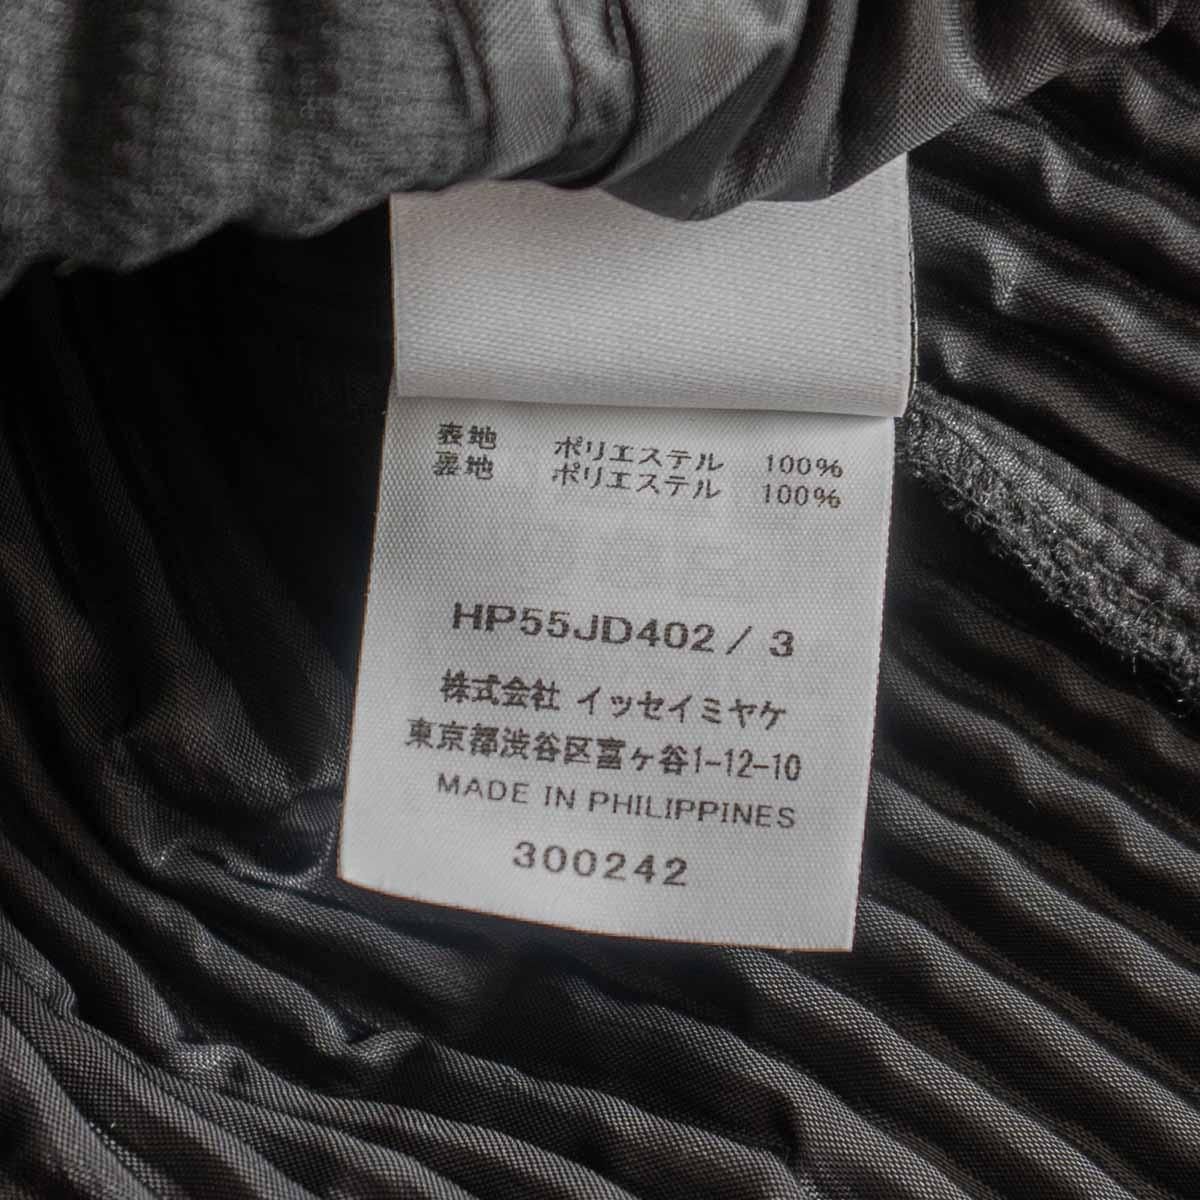 表地 ポリエステル 100%
裏地 ポリエステル 100%
HP55JD402 / 3
株式会社 イッセイミヤケ
東京都渋谷区富ヶ谷1-12-10
MADE IN PHILIPPINES
300242